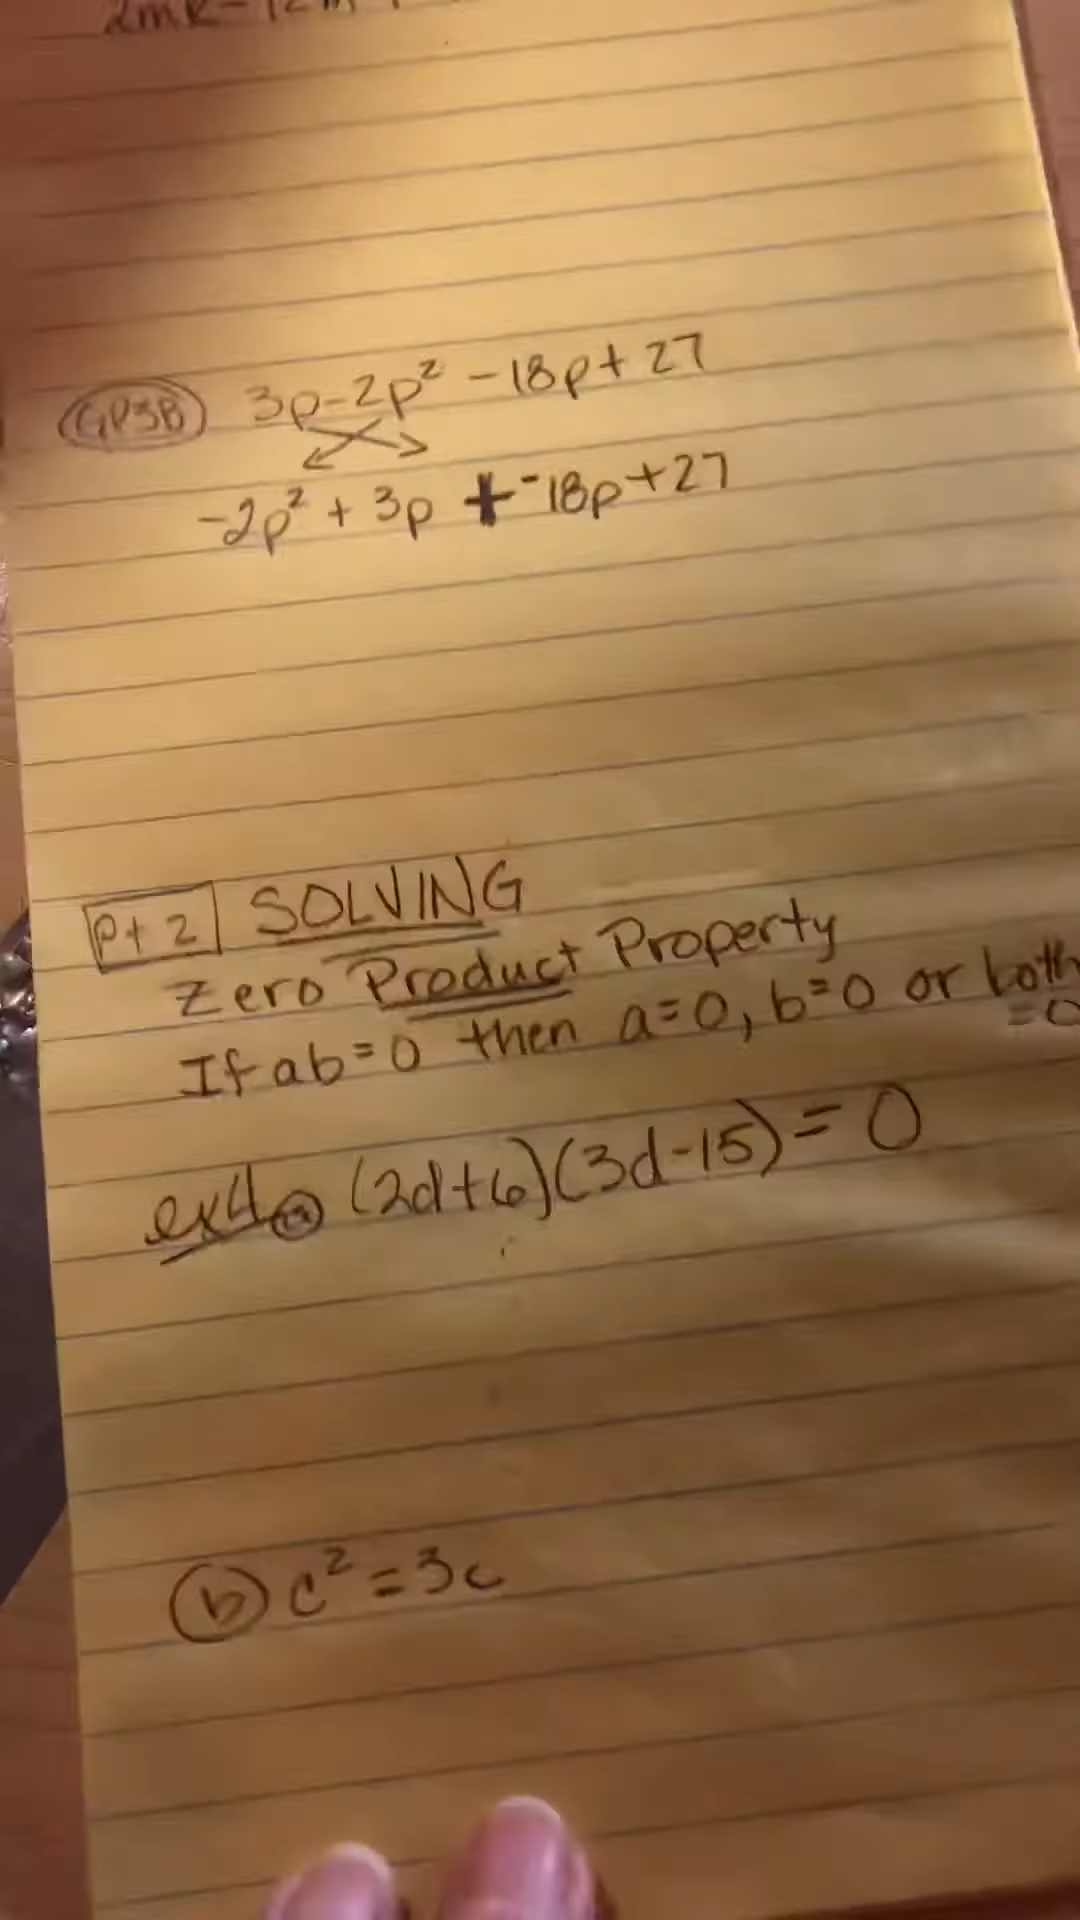 GP3B 3p-2p² -18p+27
-2p² + 3p + -18p+27
Pt 2 SOLVING
Zero Product Property
If ab=0 then a=0, b=0 or both
=0
ex4 a (2d+6)(3d-15)=0
b c²=3c